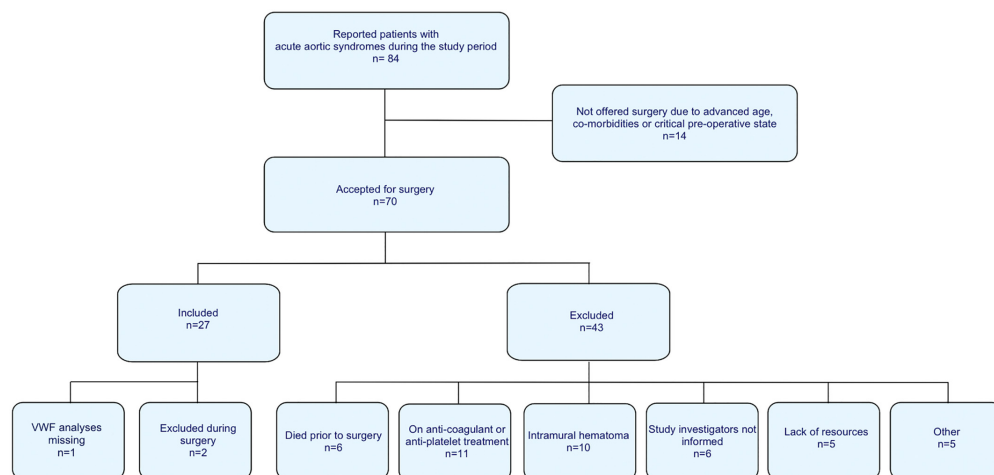 Reported patients with
acute aortic syndromes during the study period
n= 84
Not offered surgery due to advanced age,
co-morbidities or critical pre-operative state
n=14
Accepted for surgery
n=70
Included
n=27
Excluded
n=43
VWF analyses
missing
n=1
Excluded during
surgery
n=2
Died prior to surgery
n=6
On anti-coagulant or
anti-platelet treatment
n=11
Intramural hematoma
n=10
Study investigators not
informed
n=6
Lack of resources
n=5
Other
n=5